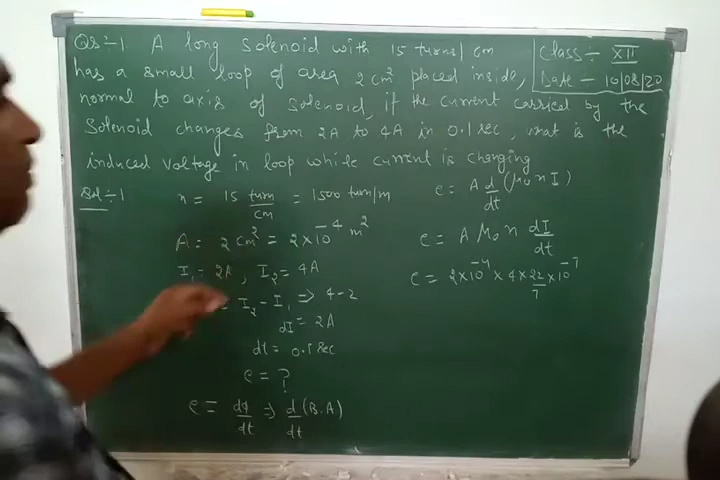 Qs÷1. A long solenoid with 15 turns/cm
has a small loop of area 2 cm² placed inside,
normal to axis of solenoid, if the current carried by the
Solenoid changes from 2A to 4A in 0.1 sec, what is the
induced voltage in loop while current is changing
Class ÷ XII
Date – 10/08/20
Sol ÷ 1
n = 15 turn/cm = 1500 turn/m
A = 2 cm² = 2×10⁻⁴ m²
I₁ = 2A, I₂ = 4A
= I₂ – I₁ ⇒ 4-2
dI = 2A
dt = 0.1 sec
e = ?
e = dφ/dt ⇒ d/dt (B.A)
e = A d/dt (μ₀ n I)
e = A μ₀ n dI/dt
e = 2×10⁻⁴ × 4 × 22/7 × 10⁻⁷